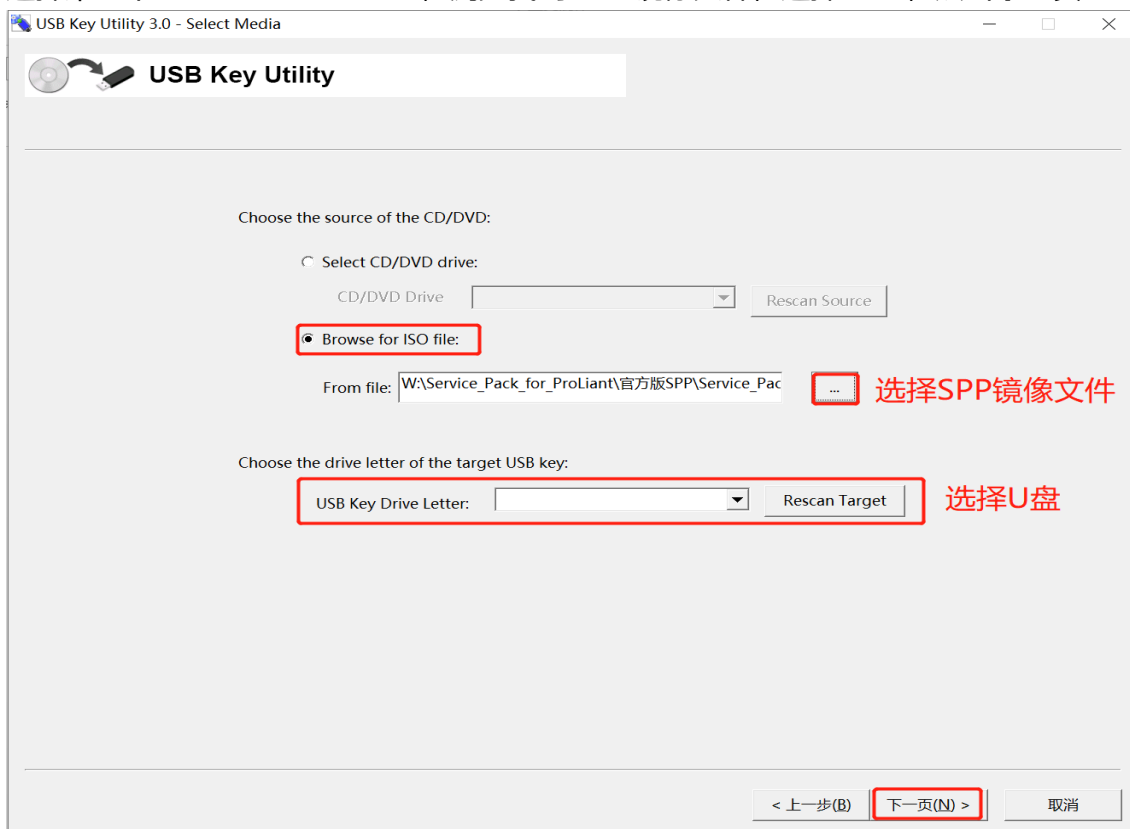 USB Key Utility 3.0 - Select Media
USB Key Utility
Choose the source of the CD/DVD:
Select CD/DVD drive:
CD/DVD Drive
Rescan Source
Browse for ISO file:
From file: W:\Service_Pack_for_ProLiant\官方版SPP\Service_Pac ... 选择SPP镜像文件
Choose the drive letter of the target USB key:
USB Key Drive Letter: Rescan Target 选择U盘
< 上一步(B) 下一页(N) > 取消